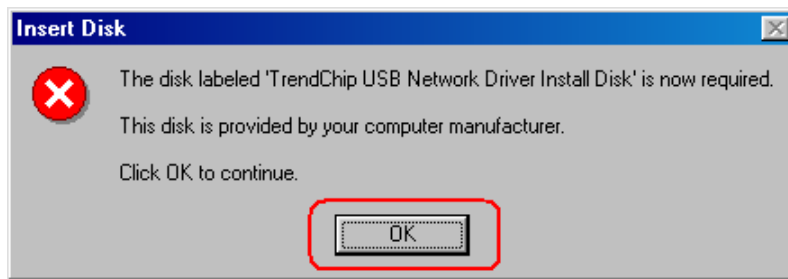 Insert Disk
The disk labeled 'TrendChip USB Network Driver Install Disk' is now required.
This disk is provided by your computer manufacturer.
Click OK to continue.
OK